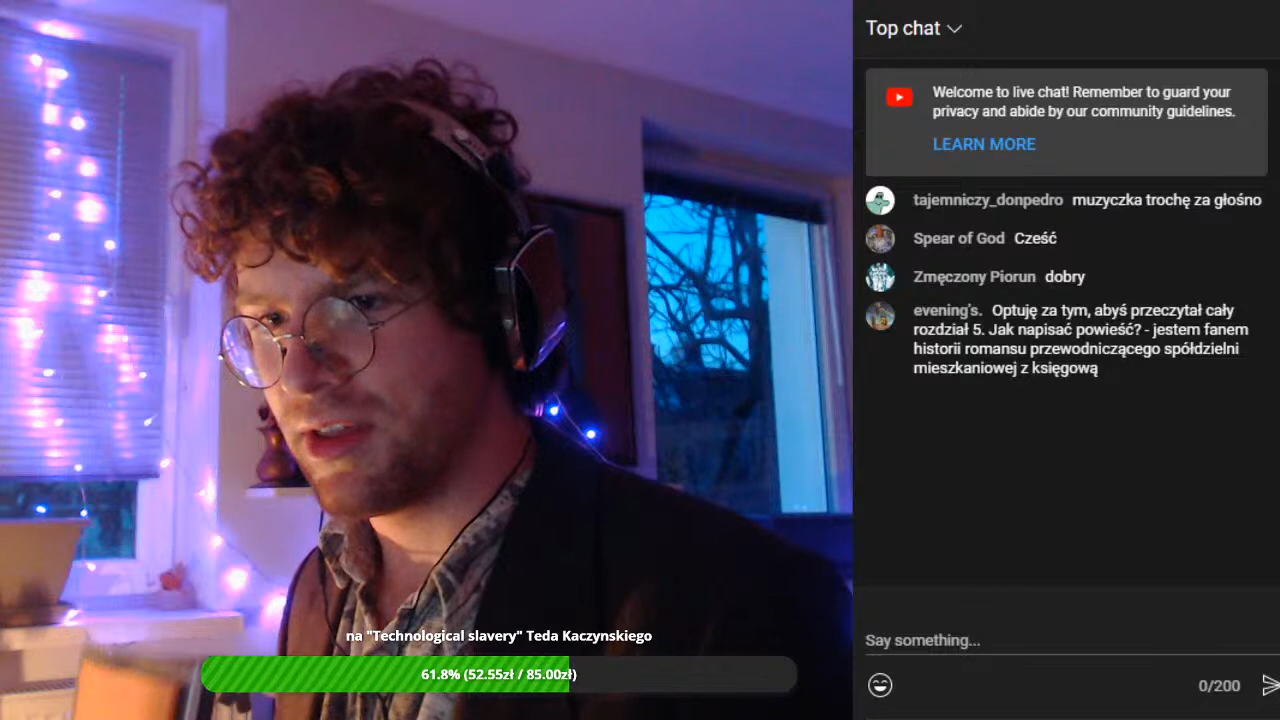 Top chat
Welcome to live chat! Remember to guard your
privacy and abide by our community guidelines.
LEARN MORE
tajemniczy_donpedro muzyczka trochę za głośno
Spear of God Cześć
Zmęczony Piorun dobry
evening's. Optuję za tym, abyś przeczytał cały
rozdział 5. Jak napisać powieść? - jestem fanem
historii romansu przewodniczącego spółdzielni
mieszkaniowej z księgową
na "Technological slavery" Teda Kaczynskiego
61.8% (52.55zł / 85.00zł)
Say something...
0/200